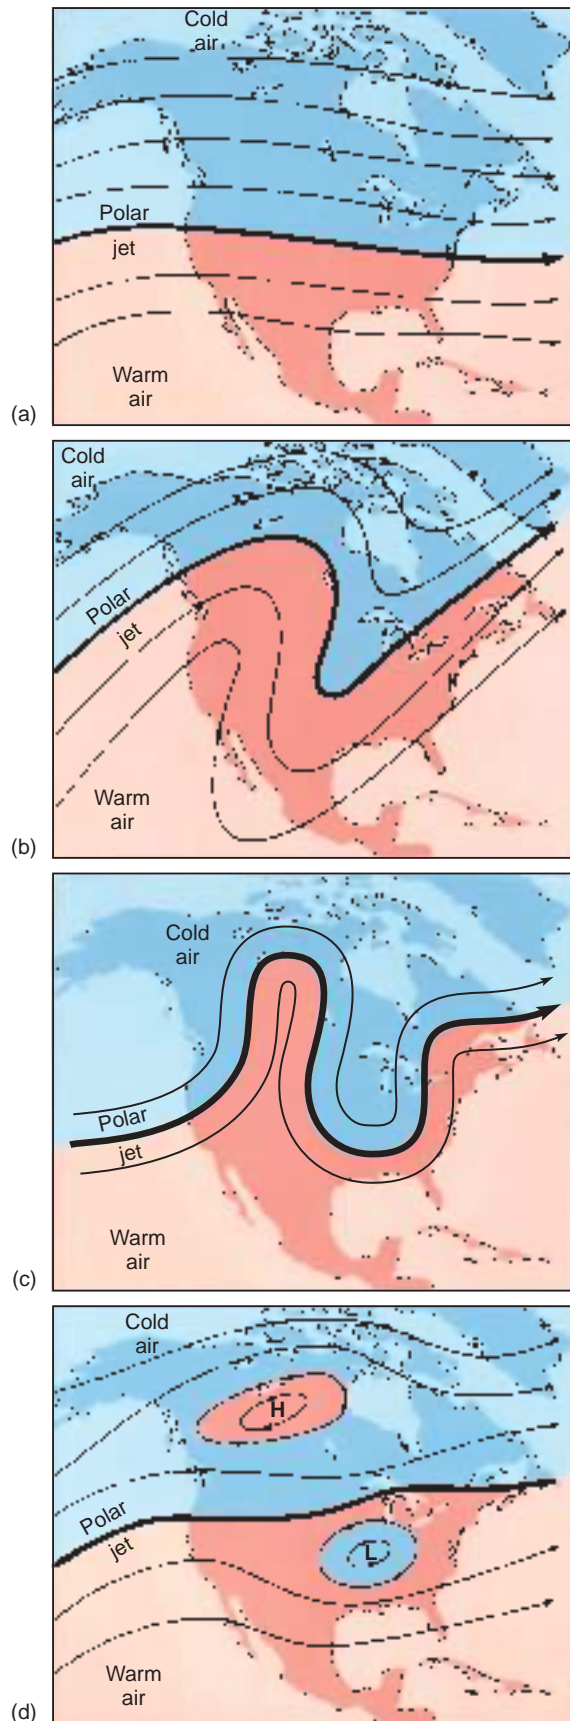 Cold
air
Polar
jet
Warm
air
(a)
Cold
air
Polar
jet
Warm
air
(b)
Cold
air
Polar
jet
Warm
air
(c)
Cold
air
H
Polar
jet
L
Warm
air
(d)